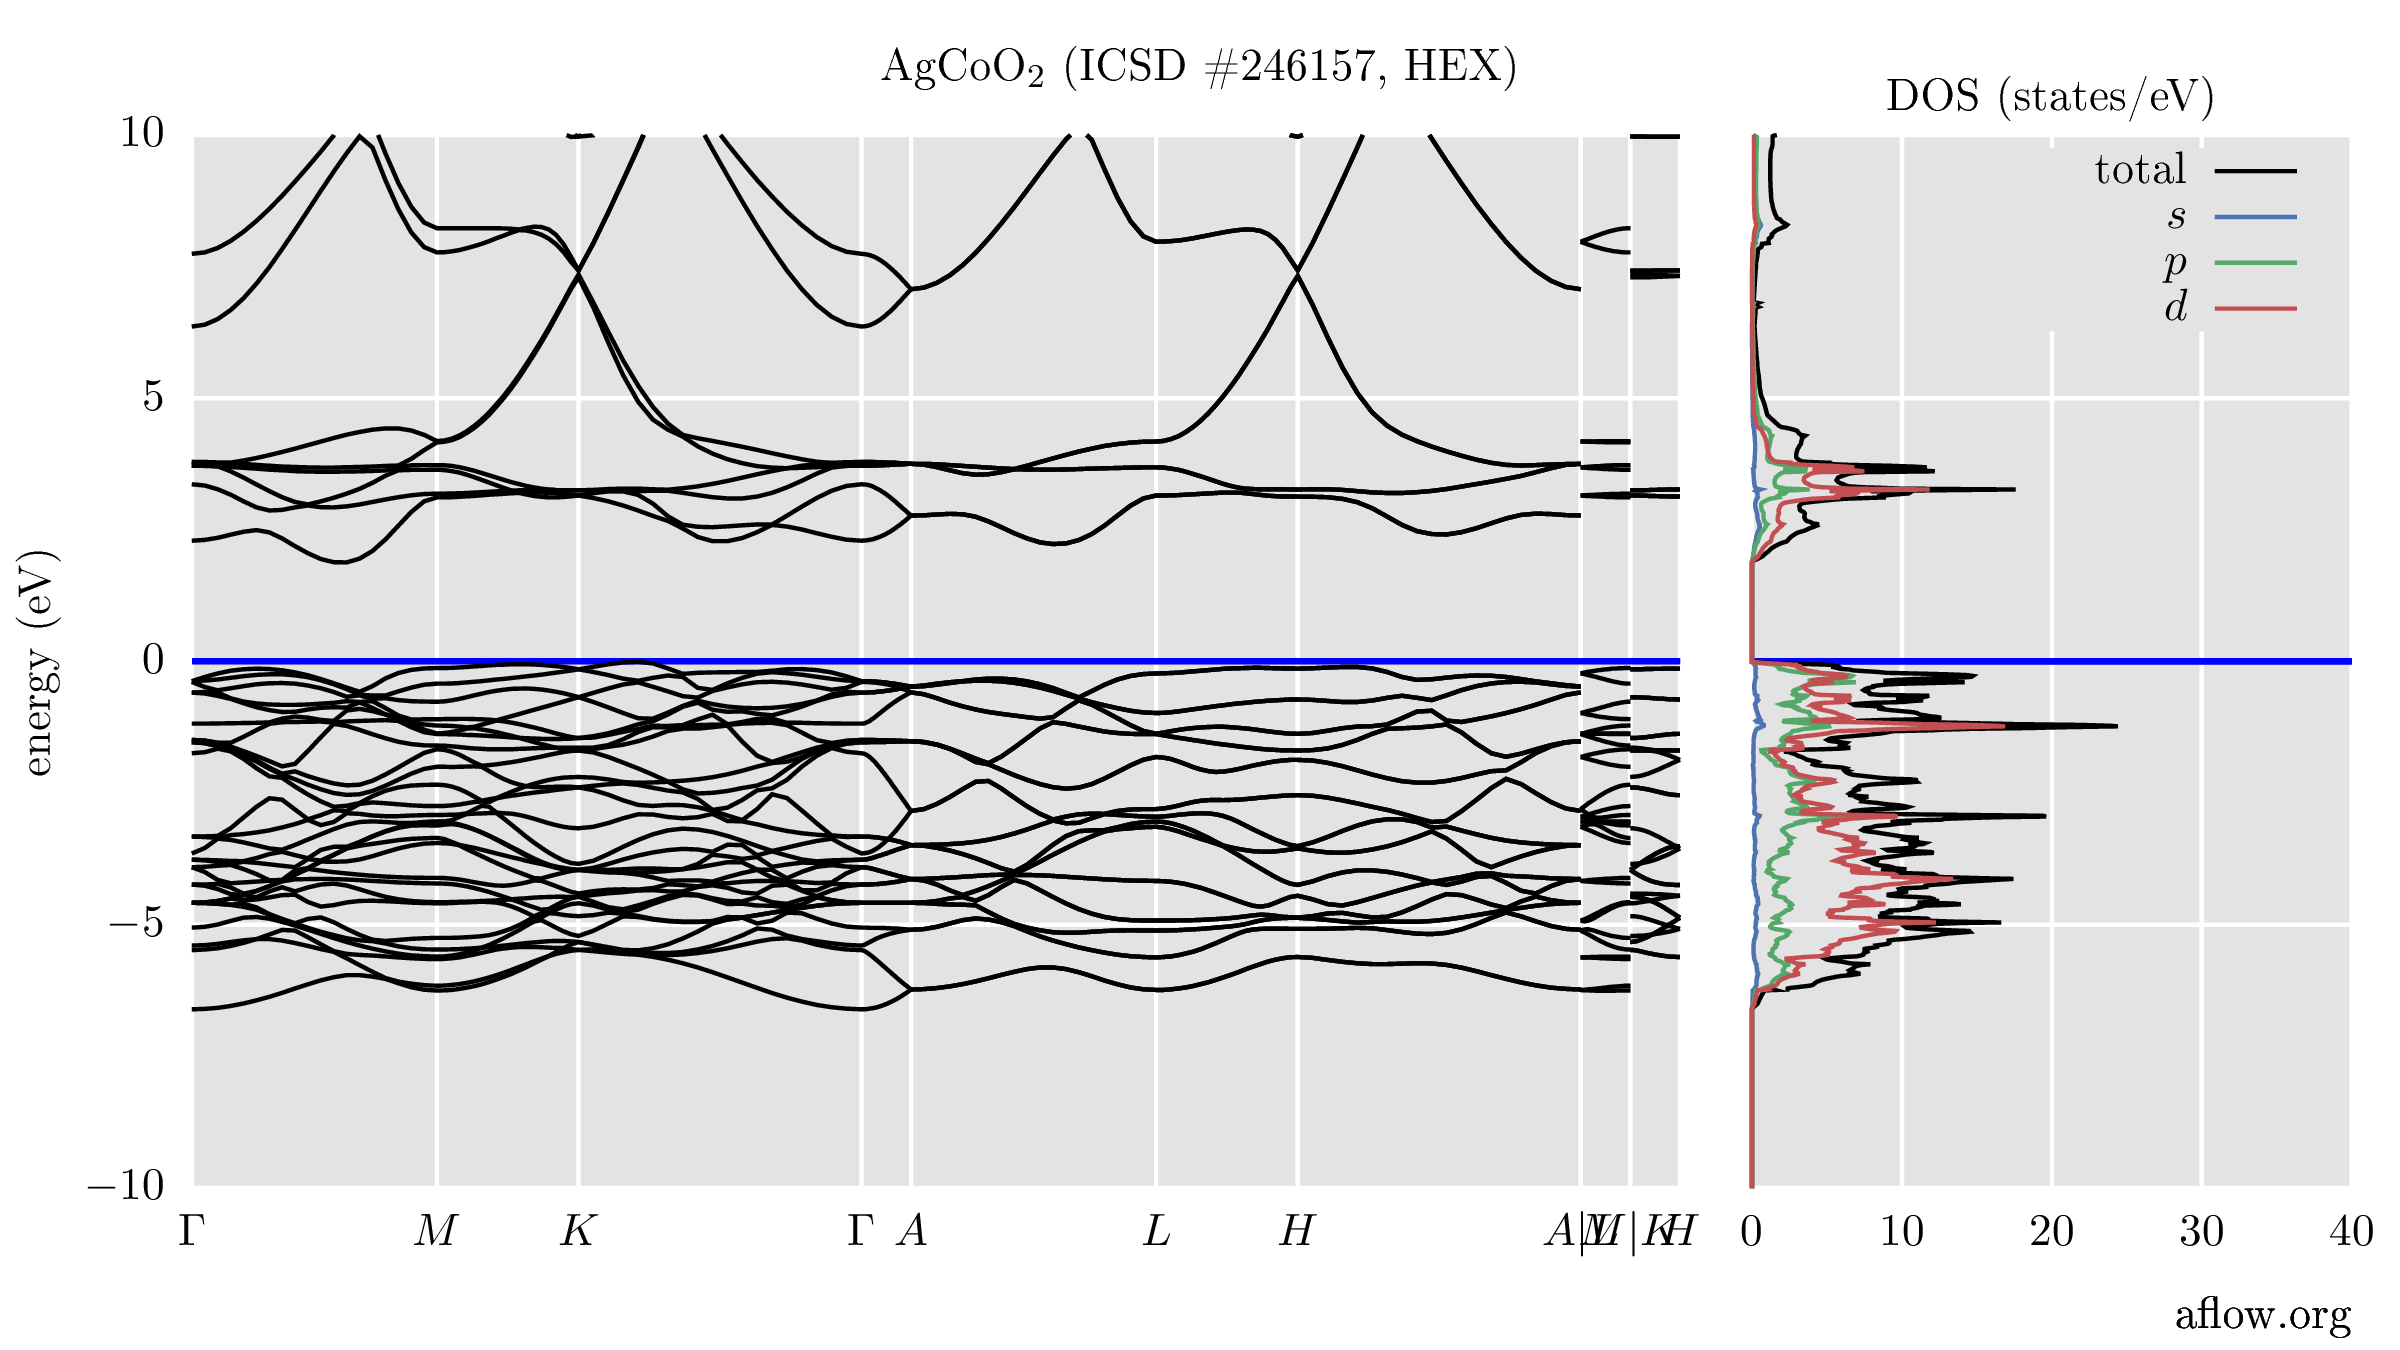 AgCoO₂ (ICSD #246157, HEX)
DOS (states/eV)
energy (eV)
10
5
0
−5
−10
Γ M K Γ A L H A|L M|K H
total
s
p
d
0 10 20 30 40
aflow.org